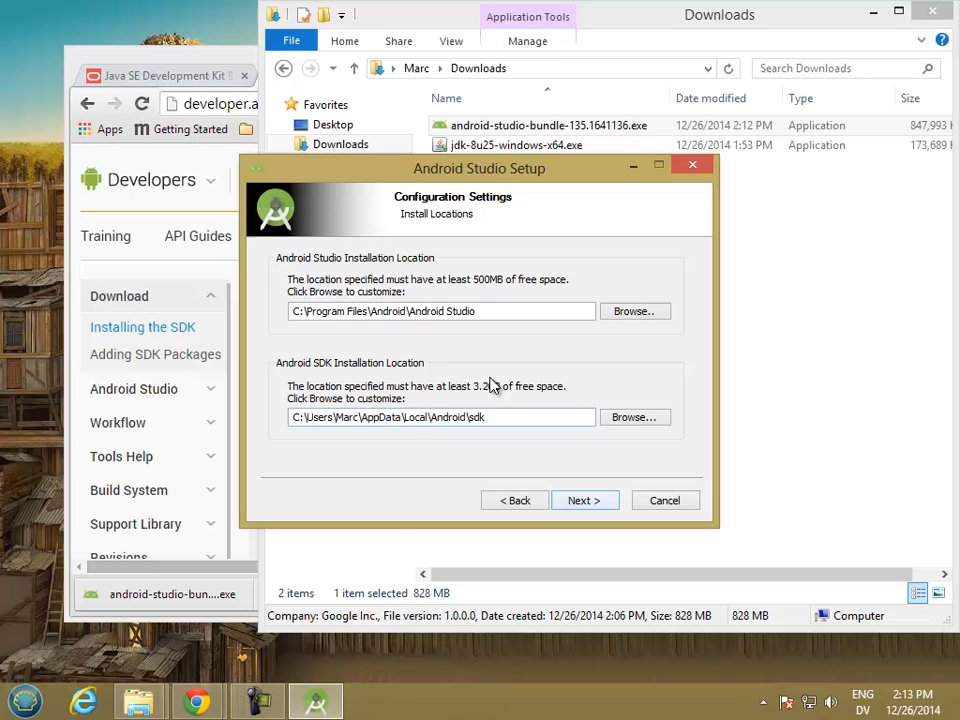 Application Tools
Downloads
File
Home
Share
View
Manage
Marc
Downloads
Search Downloads
Favorites
Desktop
Downloads
Name
Date modified
Type
Size
android-studio-bundle-135.1641136.exe
12/26/2014 2:12 PM
Application
847,993
jdk-8u25-windows-x64.exe
12/26/2014 1:53 PM
Application
173,689
Java SE Development Kit
developer.a
Apps
Getting Started
Developers
Training
API Guides
Download
Installing the SDK
Adding SDK Packages
Android Studio
Workflow
Tools Help
Build System
Support Library
Revisions
android-studio-bun....exe
Android Studio Setup
Configuration Settings
Install Locations
Android Studio Installation Location
The location specified must have at least 500MB of free space.
Click Browse to customize:
C:\Program Files\Android\Android Studio
Browse..
Android SDK Installation Location
The location specified must have at least of free space.
Click Browse to customize:
C:\Users\Marc\AppData\Local\Android\sdk
Browse...
< Back
Next >
Cancel
2 items
1 item selected 828 MB
Company: Google Inc., File version: 1.0.0.0, Date created: 12/26/2014 2:06 PM, Size: 828 MB
828 MB
Computer
ENG
DV
2:13 PM
12/26/2014